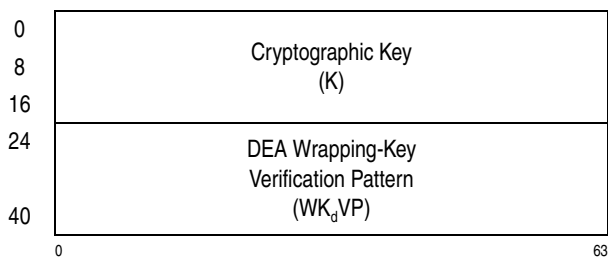 0
8
16
Cryptographic Key
(K)
24
40
DEA Wrapping-Key
Verification Pattern
(WKdVP)
0 63